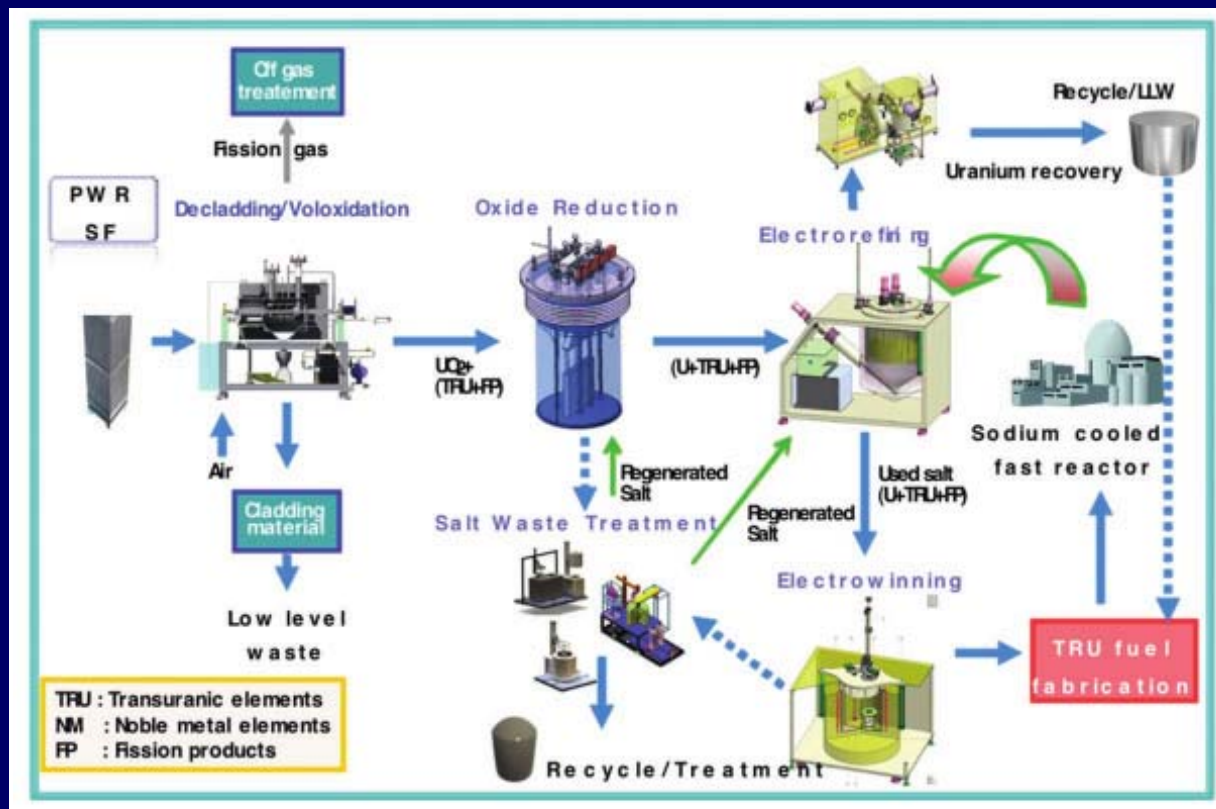 Off gas
treatement
Fission gas
PWR
SF
Decladding/Voloxidation
Oxide Reduction
Electrorefining
Recycle/LLW
Uranium recovery
UO2+
(TRU+FP)
(U+TRU+FP)
Air
Regenerated
Salt
Used salt
(U+TRU+FP)
Sodium cooled
fast reactor
Cladding
material
Salt Waste Treatment
Regenerated
Salt
Electrowinning
Low level
waste
TRU fuel
fabrication
TRU : Transuranic elements
NM : Noble metal elements
FP : Fission products
Recycle/Treatment